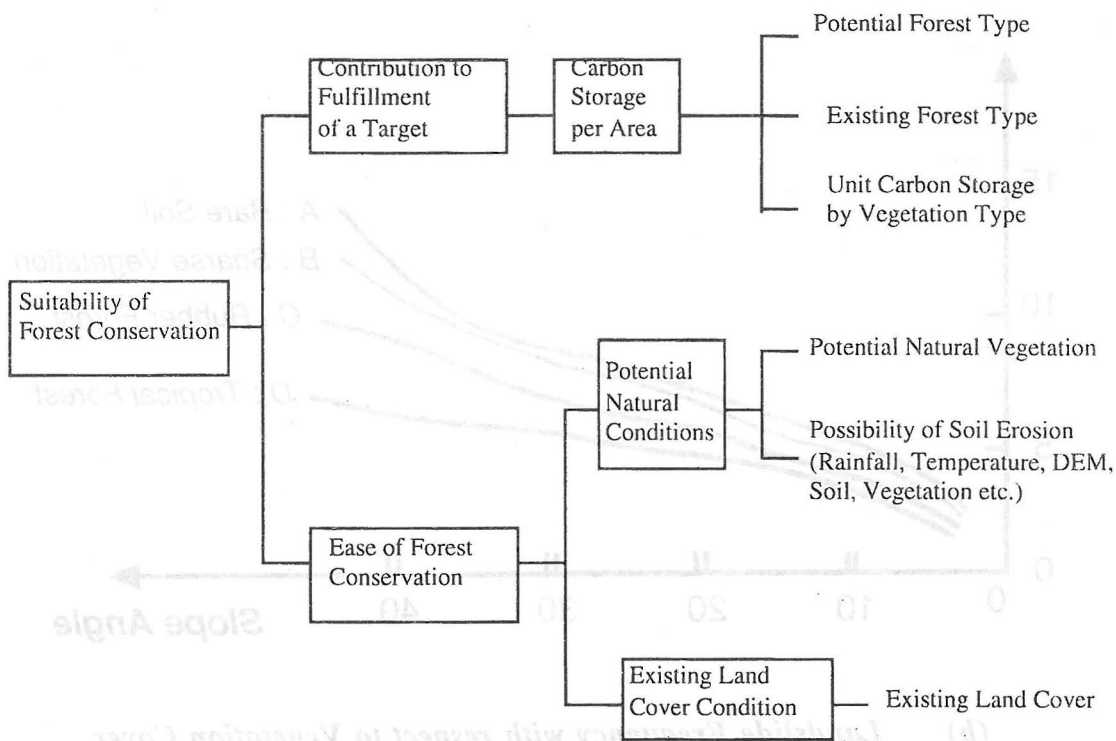 Potential Forest Type
Contribution to
Fulfillment
of a Target
Carbon
Storage
per Area
Existing Forest Type
Unit Carbon Storage
by Vegetation Type
Suitability of
Forest Conservation
Potential
Natural
Conditions
Potential Natural Vegetation
Possibility of Soil Erosion
(Rainfall, Temperature, DEM,
Soil, Vegetation etc.)
Ease of Forest
Conservation
Existing Land
Cover Condition
Existing Land Cover
A : Bare Soil
B : Sparse Vegetation
D : Tropical Forest
15
10
0
0
10
20
30
40
Slope Angle
(b) Landslide Frequency with respect to Vegetation Cover